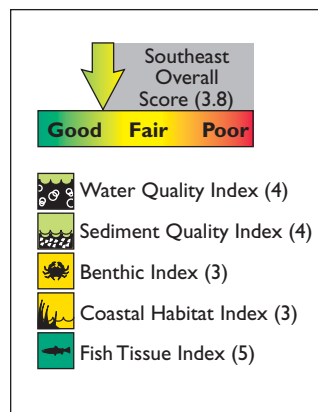 Southeast
Overall
Score (3.8)
Good Fair Poor
Water Quality Index (4)
Sediment Quality Index (4)
Benthic Index (3)
Coastal Habitat Index (3)
Fish Tissue Index (5)